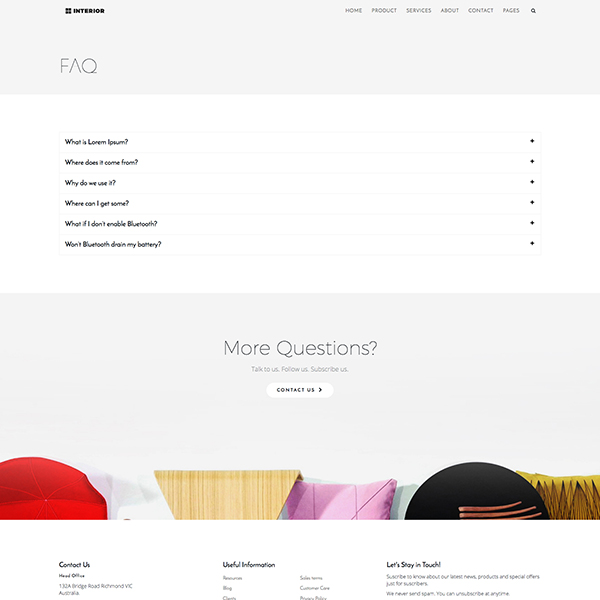 INTERIOR
HOME PRODUCT SERVICES ABOUT CONTACT PAGES
FAQ
What is Lorem Ipsum?
Where does it come from?
Why do we use it?
Where can I get some?
What if I don't enable Bluetooth?
Won't Bluetooth drain my battery?
More Questions?
Talk to us. Follow us. Subscribe us.
CONTACT US
Contact Us
Head Office
132A Bridge Road Richmond VIC
Australia.
Useful Information
Resources
Blog
Clients
Sales terms
Customer Care
Privacy Policy
Let's Stay in Touch!
Suscribe to know about our latest news, products and special offers
just for suscribers.
We never send spam. You can unsubscribe at anytime.